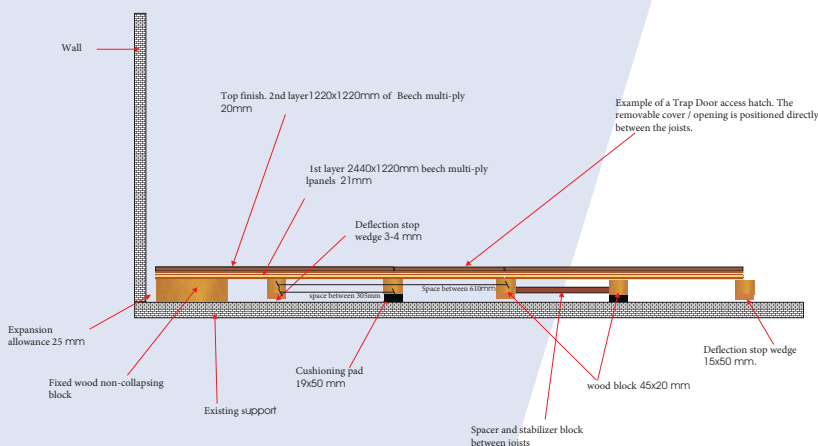 Wall
Top finish. 2nd layer1220x1220mm of Beech multi-ply
20mm
Example of a Trap Door access hatch. The
removable cover / opening is positioned directly
between the joists.
1st layer 2440x1220mm beech multi-ply
lpanels 21mm
Deflection stop
wedge 3-4 mm
space between 305mm
Space between 610mm
Expansion
allowance 25 mm
Fixed wood non-collapsing
block
Existing support
Cushioning pad
19x50 mm
wood block 45x20 mm
Deflection stop wedge
15x50 mm.
Spacer and stabilizer block
between joists